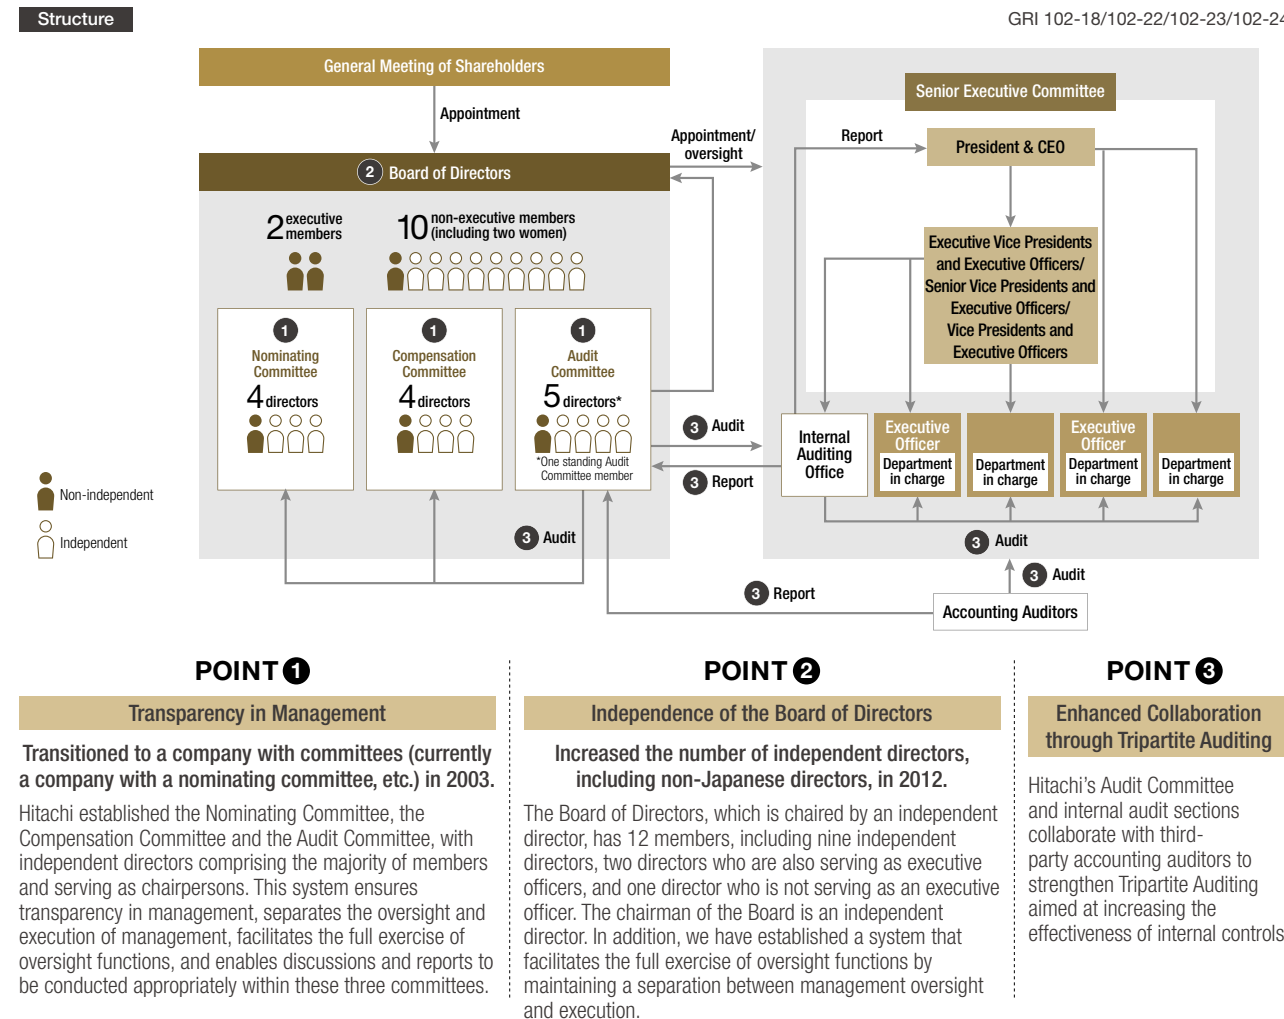 Structure
GRI 102-18/102-22/102-23/102-24
General Meeting of Shareholders
Appointment
2 Board of Directors
Appointment/
oversight
2 executive
members
10 non-executive members
(including two women)
1
Nominating
Committee
4 directors
1
Compensation
Committee
4 directors
1
Audit
Committee
5 directors*
*One standing Audit
Committee member
Non-independent
Independent
3 Audit
3 Report
3 Audit
Senior Executive Committee
Report
President & CEO
Executive Vice Presidents
and Executive Officers/
Senior Vice Presidents and
Executive Officers/
Vice Presidents and
Executive Officers
Internal
Auditing
Office
Executive
Officer
Department
in charge
Department
in charge
Executive
Officer
Department
in charge
Department
in charge
3 Audit
3 Audit
3 Report
Accounting Auditors
POINT 1
Transparency in Management
Transitioned to a company with committees (currently
a company with a nominating committee, etc.) in 2003.
Hitachi established the Nominating Committee, the
Compensation Committee and the Audit Committee, with
independent directors comprising the majority of members
and serving as chairpersons. This system ensures
transparency in management, separates the oversight and
execution of management, facilitates the full exercise of
oversight functions, and enables discussions and reports to
be conducted appropriately within these three committees.
POINT 2
Independence of the Board of Directors
Increased the number of independent directors,
including non-Japanese directors, in 2012.
The Board of Directors, which is chaired by an independent
director, has 12 members, including nine independent
directors, two directors who are also serving as executive
officers, and one director who is not serving as an executive
officer. The chairman of the Board is an independent
director. In addition, we have established a system that
facilitates the full exercise of oversight functions by
maintaining a separation between management oversight
and execution.
POINT 3
Enhanced Collaboration
through Tripartite Auditing
Hitachi's Audit Committee
and internal audit sections
collaborate with third-
party accounting auditors to
strengthen Tripartite Auditing
aimed at increasing the
effectiveness of internal controls